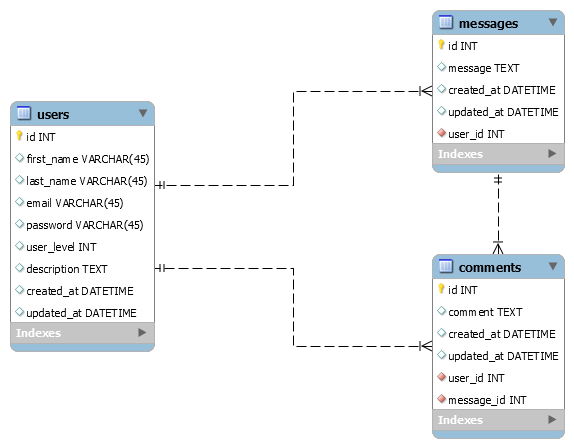 users
id INT
first_name VARCHAR(45)
last_name VARCHAR(45)
email VARCHAR(45)
password VARCHAR(45)
user_level INT
description TEXT
created_at DATETIME
updated_at DATETIME
Indexes
messages
id INT
message TEXT
created_at DATETIME
updated_at DATETIME
user_id INT
Indexes
comments
id INT
comment TEXT
created_at DATETIME
updated_at DATETIME
user_id INT
message_id INT
Indexes